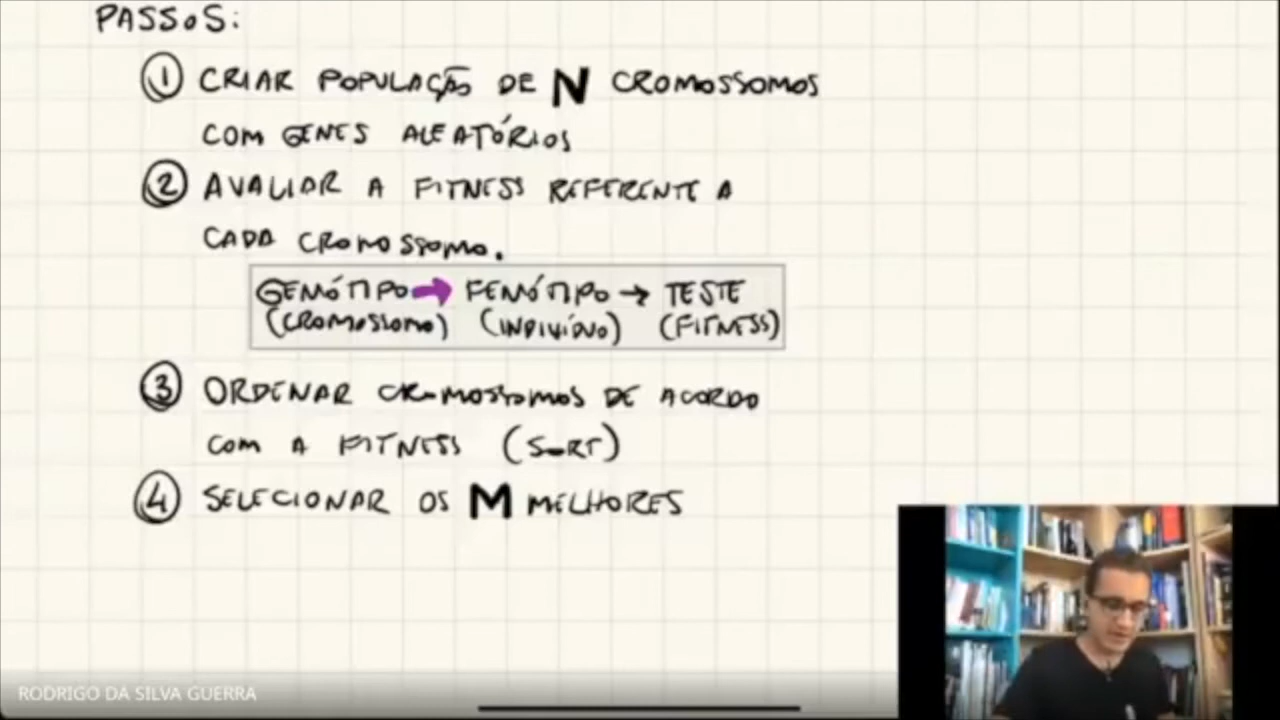 PASSOS:
① CRIAR POPULAÇÃO DE N CROMOSSOMOS
COM GENES ALEATÓRIOS
② AVALIAR A FITNESS REFERENTE A
CADA CROMOSSOMO.
GENÓTIPO → FENÓTIPO → TESTE
(CROMOSSOMO) (INDIVÍDUO) (FITNESS)
③ ORDENAR CROMOSSOMOS DE ACORDO
COM A FITNESS (SORT)
④ SELECIONAR OS M MELHORES
RODRIGO DA SILVA GUERRA